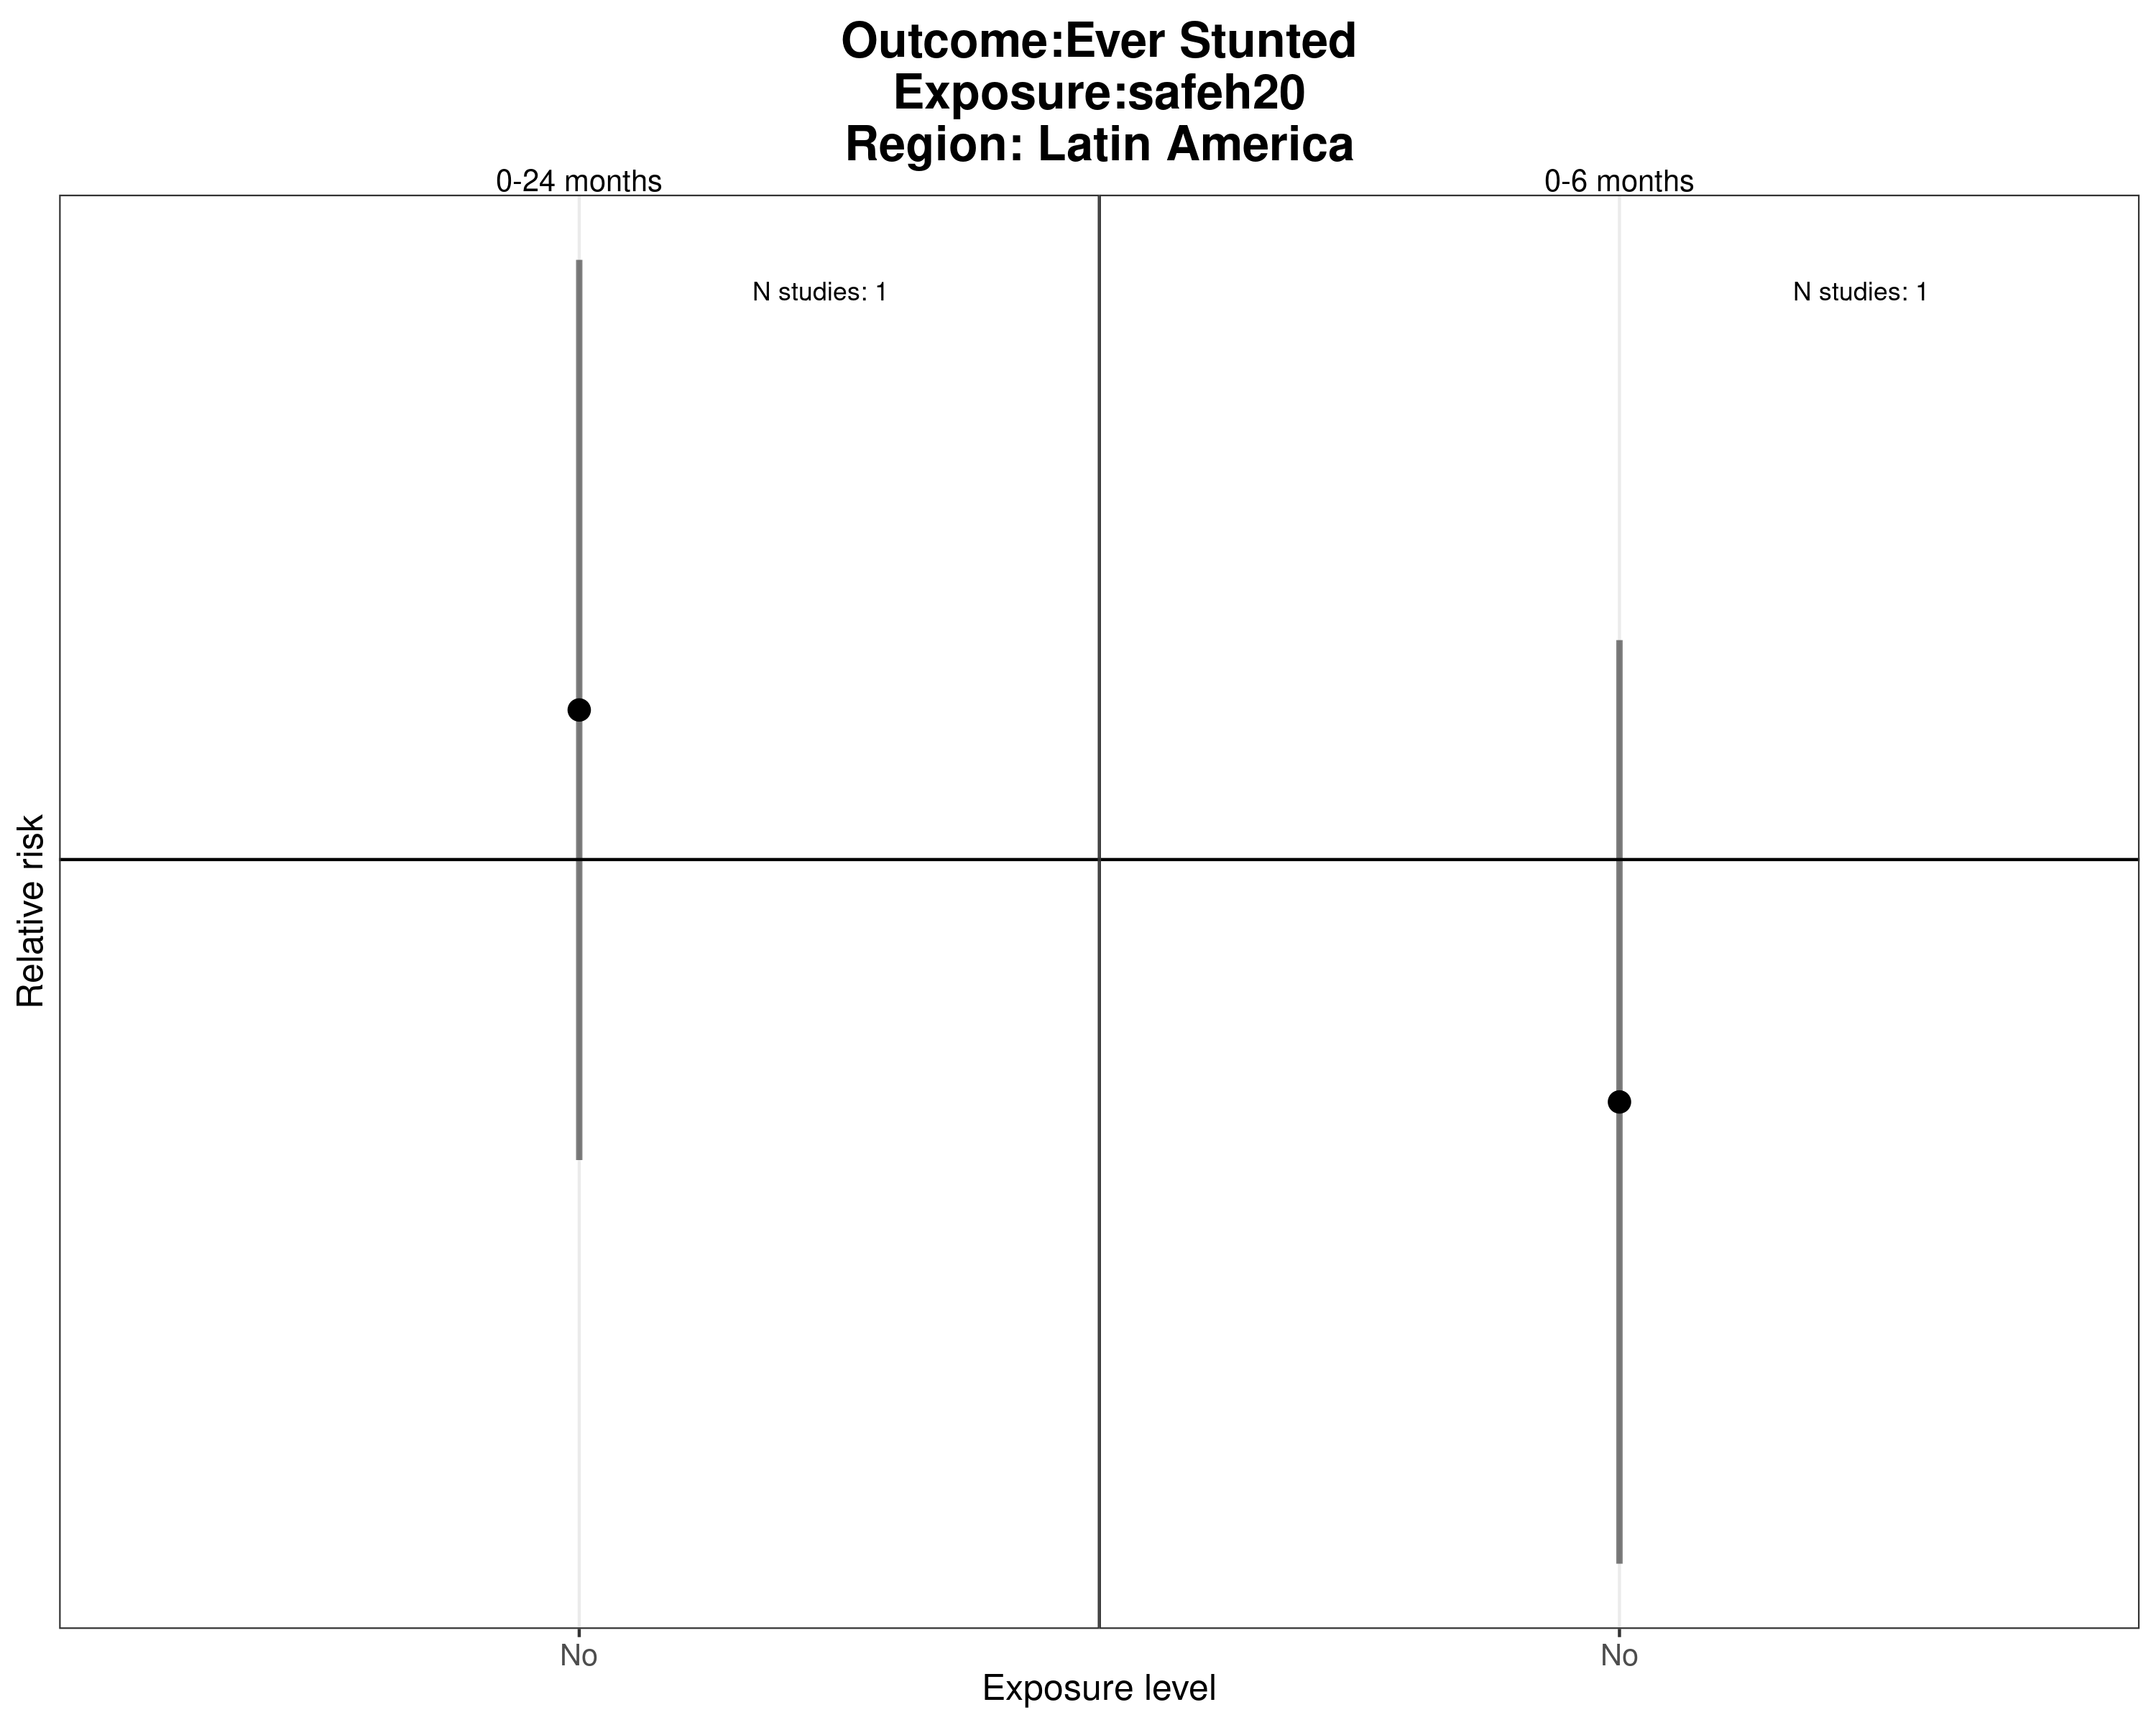 Outcome:Ever Stunted
Exposure:safeh20
Region: Latin America
0-24 months
0-6 months
N studies: 1
N studies: 1
Relative risk
No
No
Exposure level